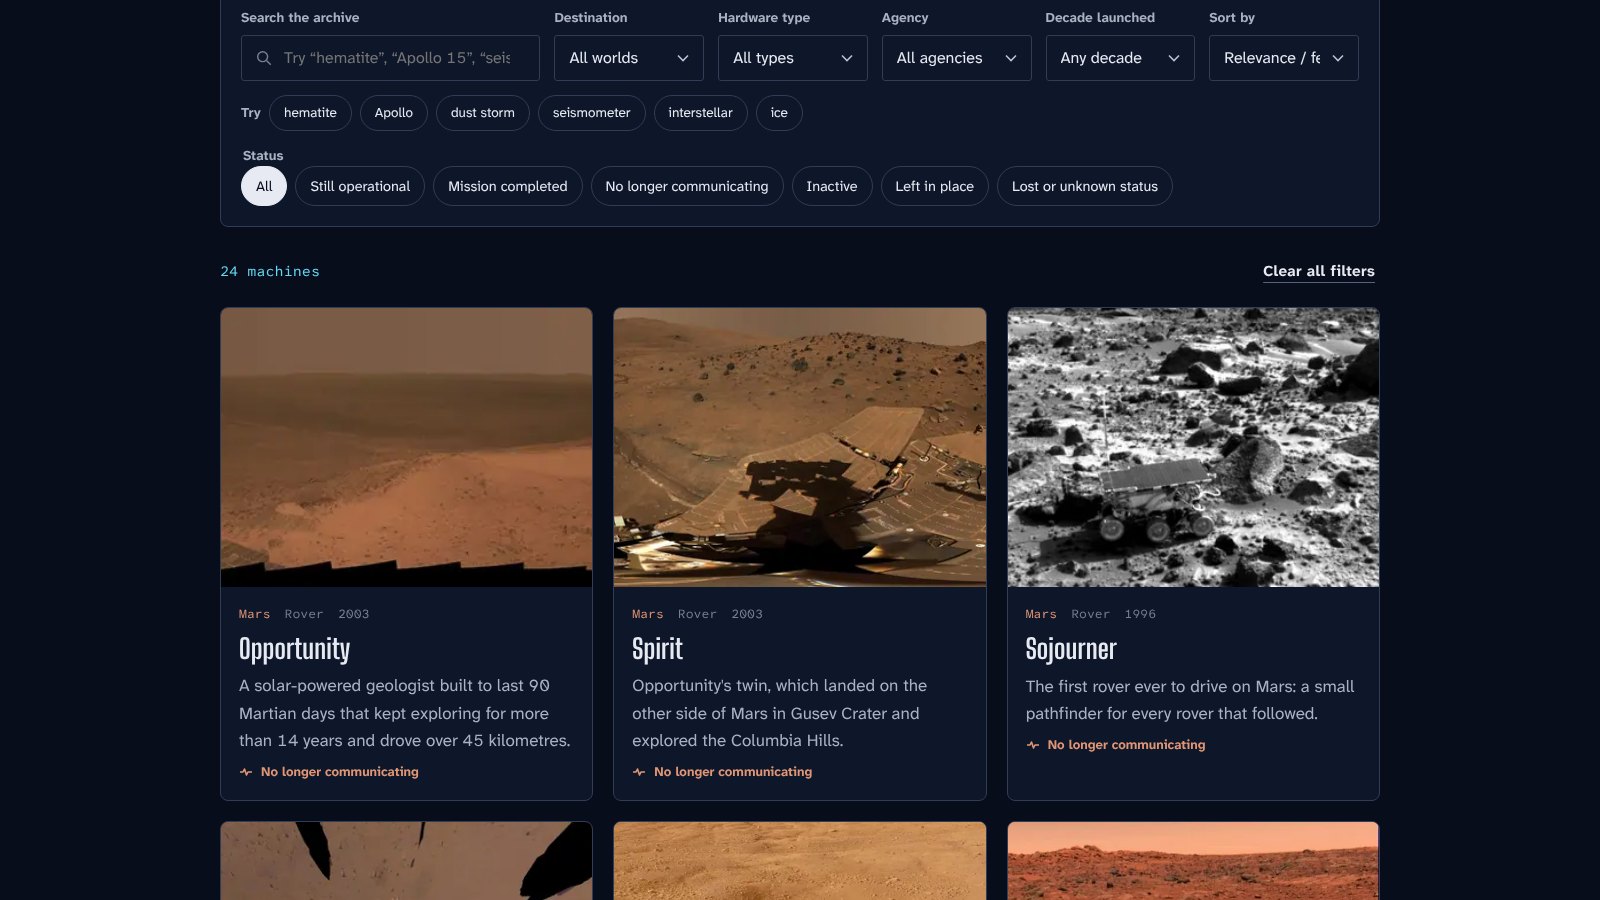 Search the archive
Destination
Hardware type
Agency
Decade launched
Sort by
Try “hematite”, “Apollo 15”, “seis
All worlds
All types
All agencies
Any decade
Relevance / fe
Try
hematite
Apollo
dust storm
seismometer
interstellar
ice
Status
All
Still operational
Mission completed
No longer communicating
Inactive
Left in place
Lost or unknown status
24 machines
Clear all filters
Mars Rover 2003
Opportunity
A solar-powered geologist built to last 90
Martian days that kept exploring for more
than 14 years and drove over 45 kilometres.
No longer communicating
Mars Rover 2003
Spirit
Opportunity's twin, which landed on the
other side of Mars in Gusev Crater and
explored the Columbia Hills.
No longer communicating
Mars Rover 1996
Sojourner
The first rover ever to drive on Mars: a small
pathfinder for every rover that followed.
No longer communicating